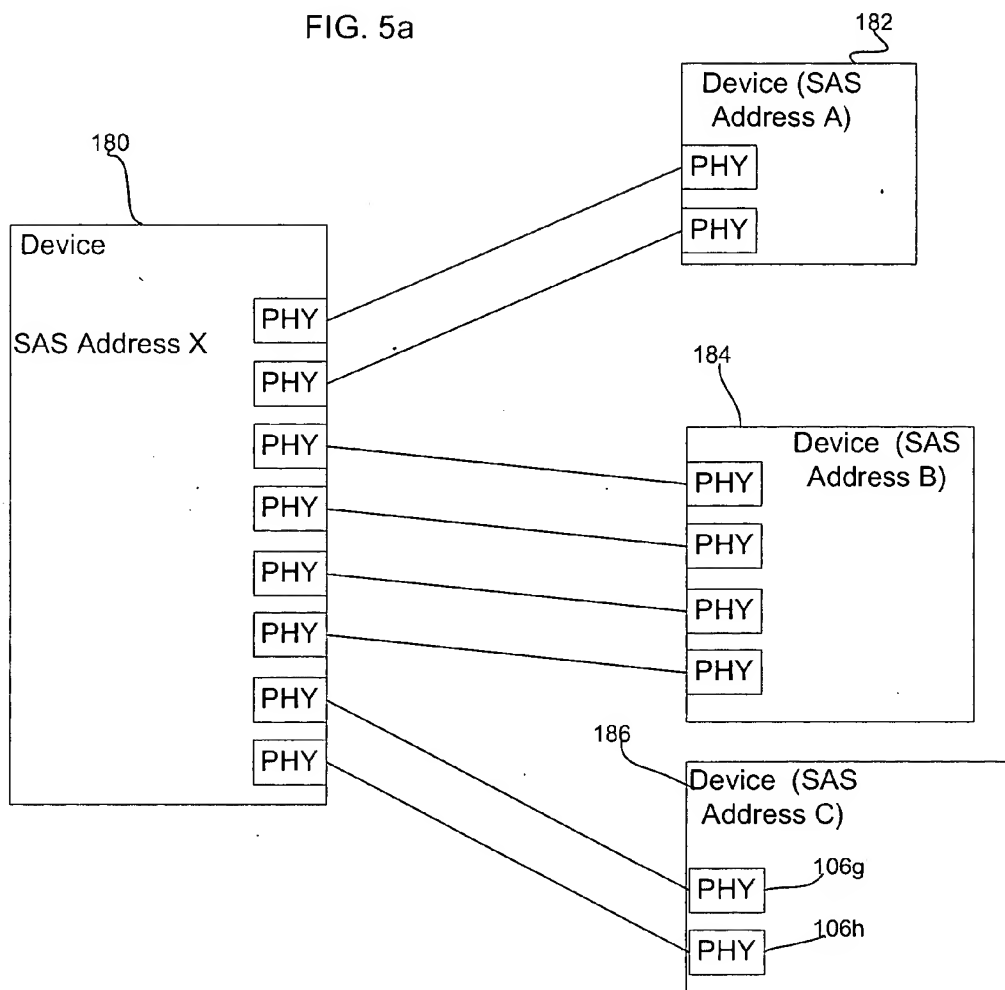 FIG. 5a
182
Device (SAS
Address A)
PHY
PHY
180
Device
SAS Address X
PHY
PHY
PHY
PHY
PHY
PHY
PHY
PHY
184
Device (SAS
Address B)
PHY
PHY
PHY
PHY
186
Device (SAS
Address C)
PHY
106g
PHY
106h